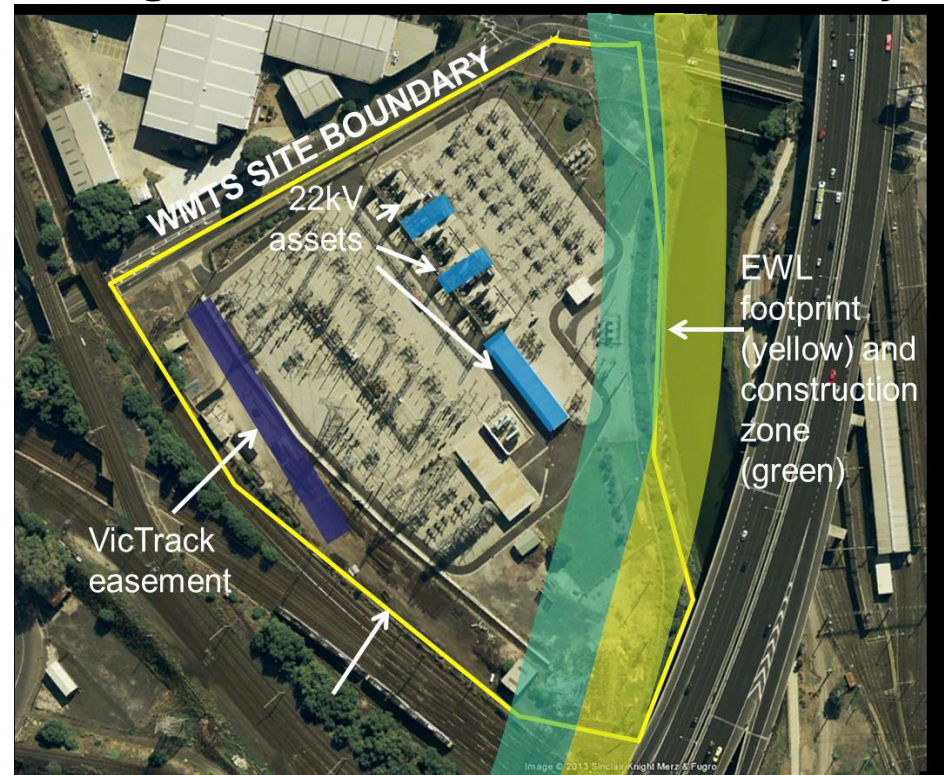 WMTS SITE BOUNDARY
22kV
assets
EWL
footprint
(yellow) and
construction
zone
(green)
VicTrack
easement
Image © 2013 Sinclair Knight Merz & Fugro